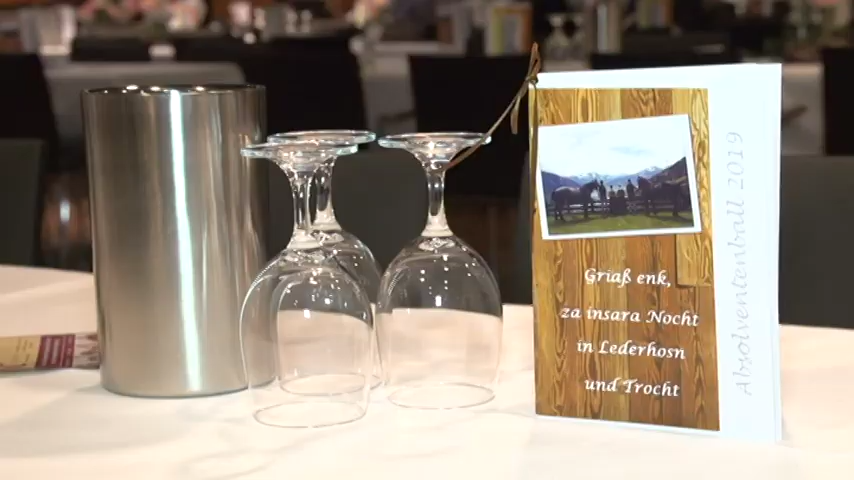 Griaß enk,
za insara Nocht
in Lederhosn
und Trocht
Absolventenball 2019